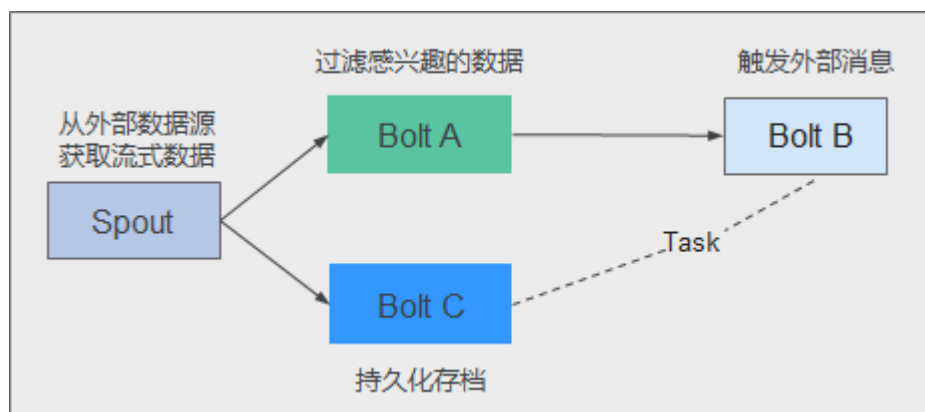 过滤感兴趣的数据
触发外部消息
从外部数据源
获取流式数据
Bolt A
Bolt B
Spout
Task
Bolt C
持久化存档